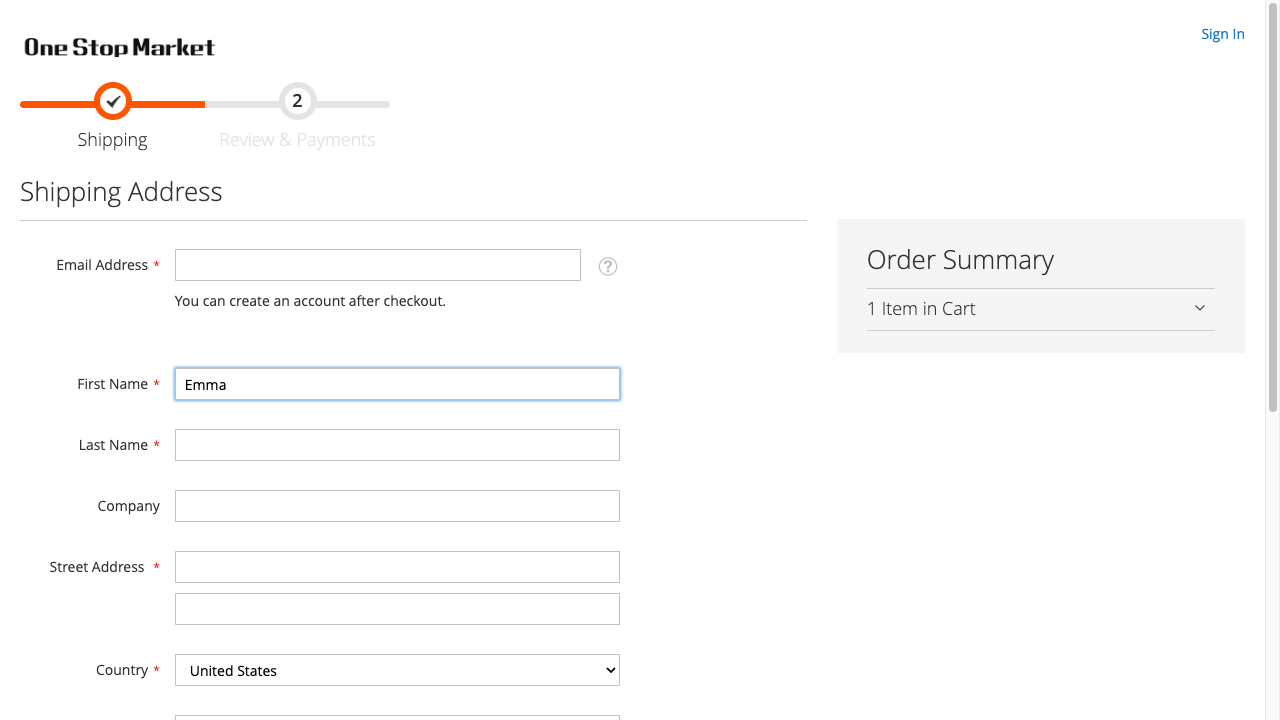 One Stop Market
Sign In
2
Shipping
Review & Payments
Shipping Address
Email Address *
?
You can create an account after checkout.
First Name *
Emma
Last Name *
Company
Street Address *
Country *
United States
Order Summary
1 Item in Cart